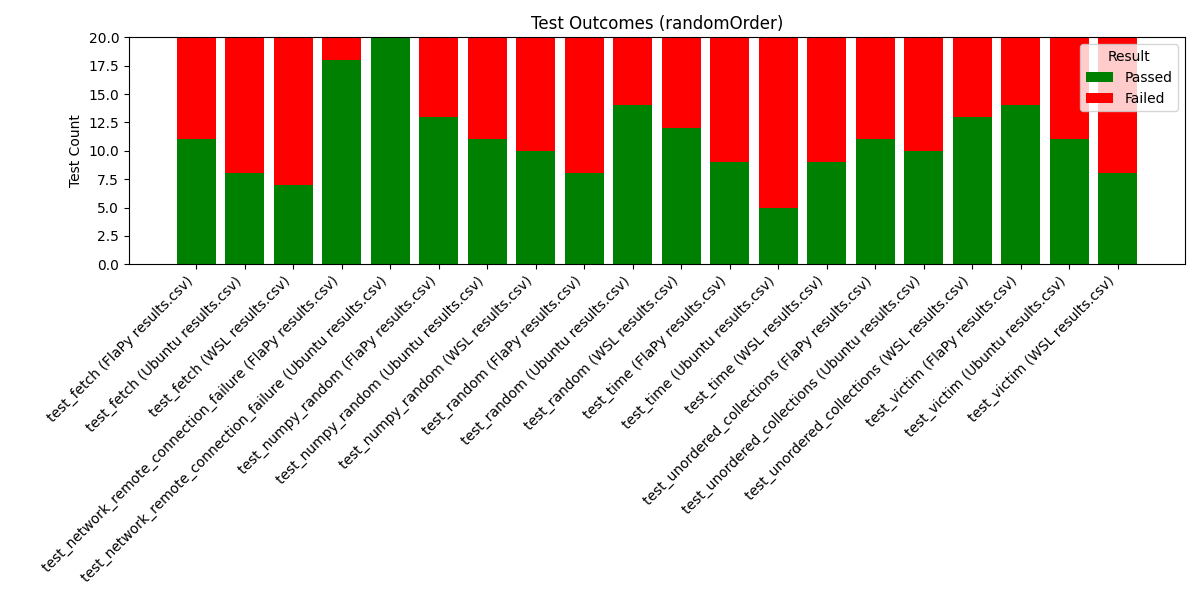 Test Outcomes (randomOrder)
Test Count
20.0
17.5
15.0
12.5
10.0
7.5
5.0
2.5
0.0
Result
Passed
Failed
test_fetch (FlaPy results.csv)
test_fetch (Ubuntu results.csv)
test_fetch (WSL results.csv)
test_network_remote_connection_failure (FlaPy results.csv)
test_network_remote_connection_failure (Ubuntu results.csv)
test_numpy_random (FlaPy results.csv)
test_numpy_random (Ubuntu results.csv)
test_numpy_random (WSL results.csv)
test_random (FlaPy results.csv)
test_random (Ubuntu results.csv)
test_random (WSL results.csv)
test_time (FlaPy results.csv)
test_time (Ubuntu results.csv)
test_time (WSL results.csv)
test_unordered_collections (FlaPy results.csv)
test_unordered_collections (Ubuntu results.csv)
test_unordered_collections (WSL results.csv)
test_victim (FlaPy results.csv)
test_victim (Ubuntu results.csv)
test_victim (WSL results.csv)